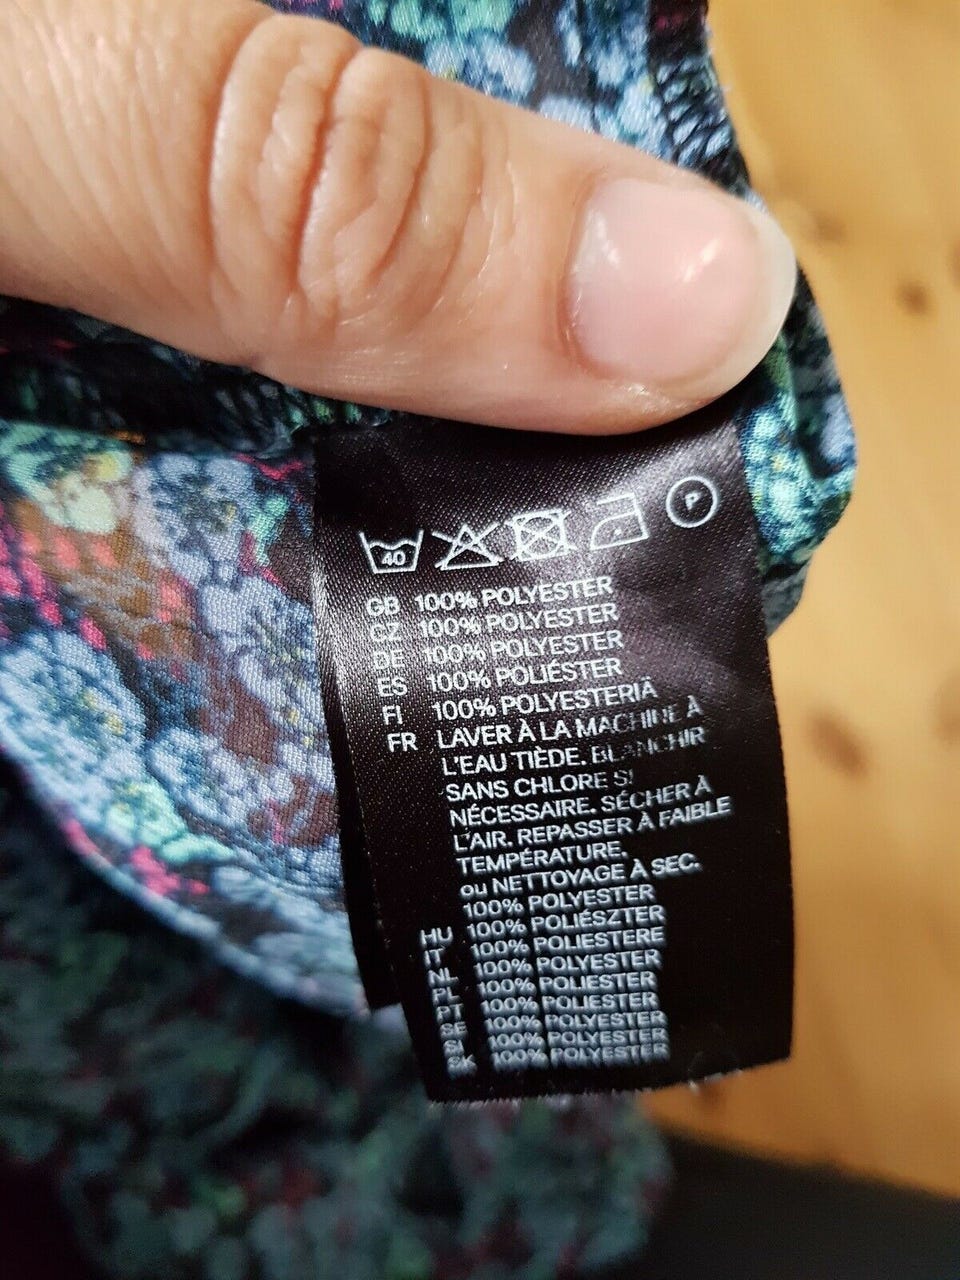 40 P
GB 100% POLYESTER
CZ 100% POLYESTER
DE 100% POLYESTER
ES 100% POLIÉSTER
FI 100% POLYESTERIÄ
FR LAVER À LA MACHINE À
L'EAU TIÈDE. BLANCHIR
SANS CHLORE SI
NÉCESSAIRE. SÉCHER À
L'AIR. REPASSER À FAIBLE
TEMPÉRATURE.
ou NETTOYAGE À SEC.
100% POLYESTER
HU 100% POLIÉSZTER
IT 100% POLIESTERE
NL 100% POLYESTER
PL 100% POLIESTER
PT 100% POLIESTER
SE 100% POLYESTER
SI 100% POLIESTER
SK 100% POLYESTER